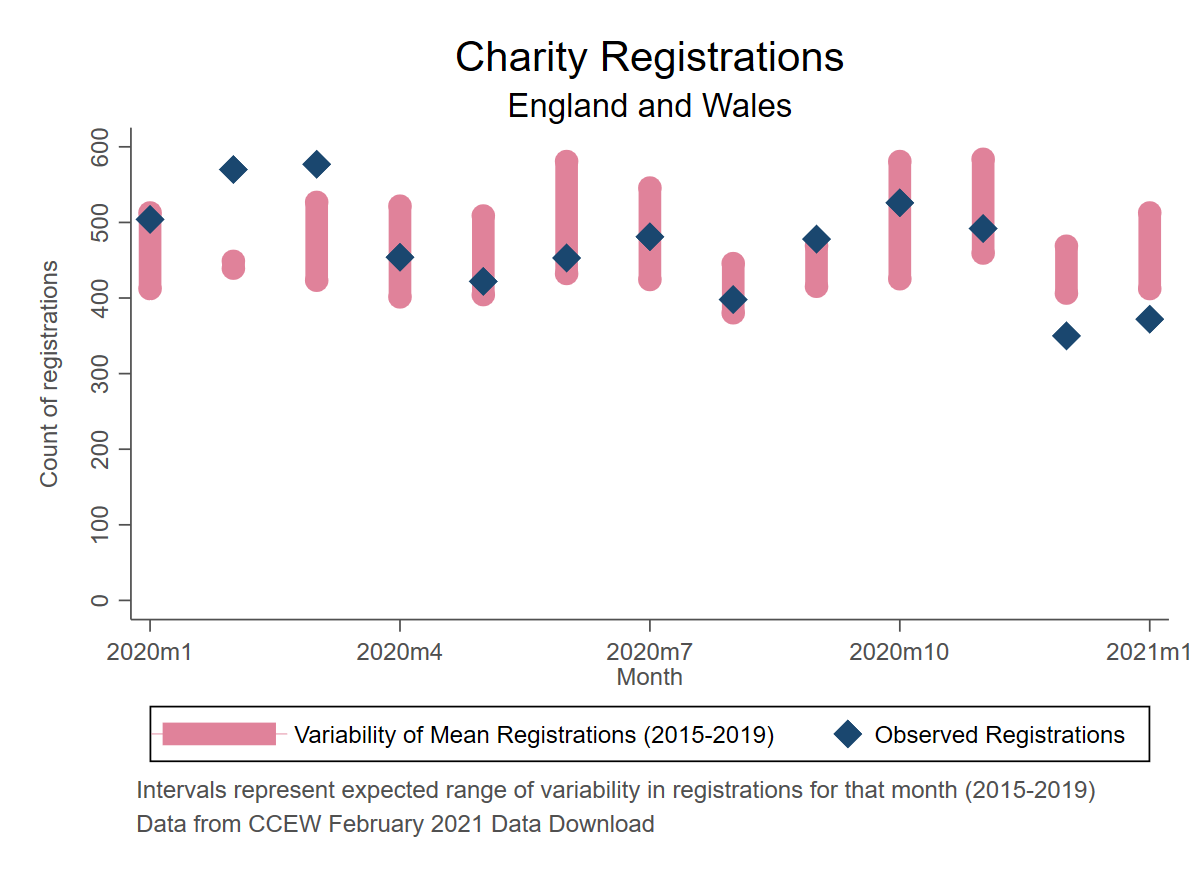 Charity Registrations
England and Wales
600
500
400
300
200
100
0
Count of registrations
2020m1 2020m4 2020m7 2020m10 2021m1
Month
Variability of Mean Registrations (2015-2019) Observed Registrations
Intervals represent expected range of variability in registrations for that month (2015-2019)
Data from CCEW February 2021 Data Download